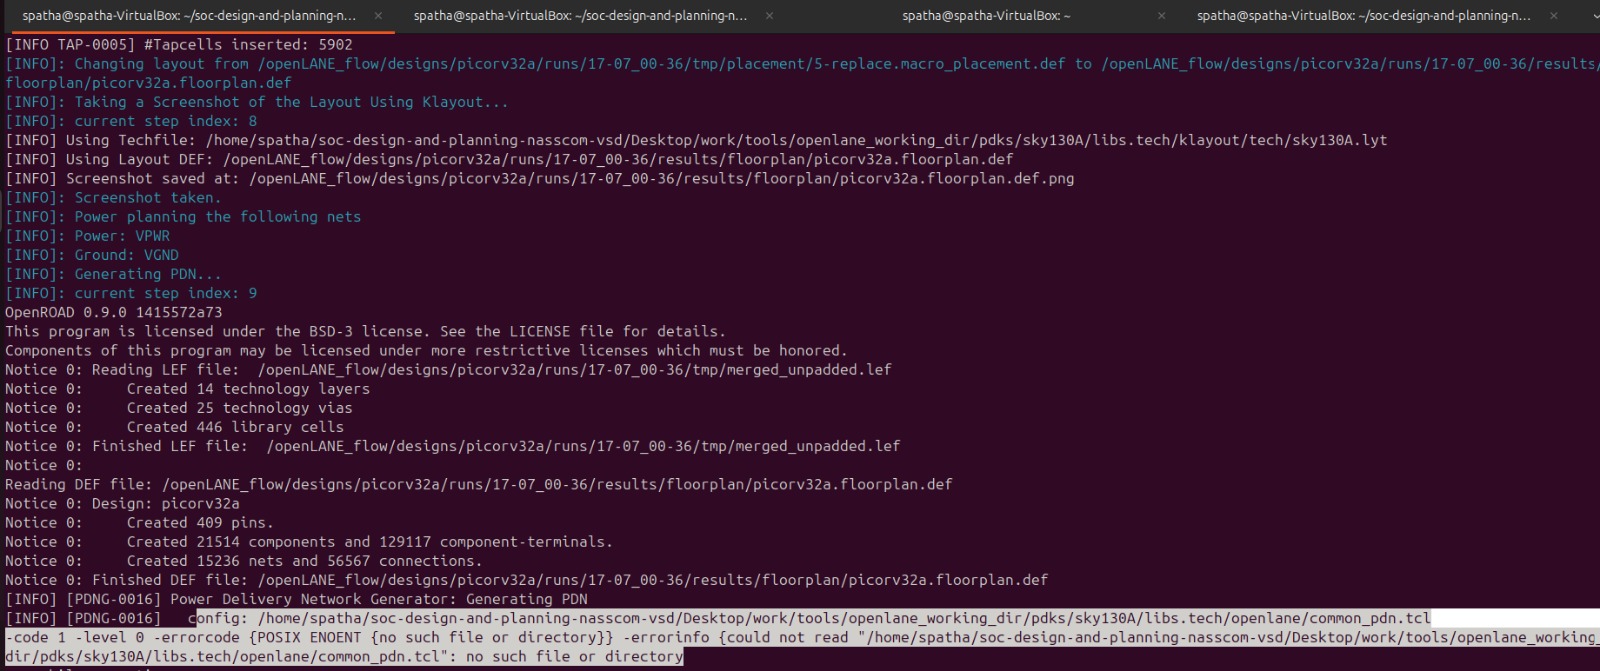 spatha@spatha-VirtualBox: ~/soc-design-and-planning-n... × spatha@spatha-VirtualBox: ~/soc-design-and-planning-n... × spatha@spatha-VirtualBox: ~ × spatha@spatha-VirtualBox: ~/soc-design-and-planning-n... ×
[INFO TAP-0005] #Tapcells inserted: 5902
[INFO]: Changing layout from /openLANE_flow/designs/picorv32a/runs/17-07_00-36/tmp/placement/5-replace.macro_placement.def to /openLANE_flow/designs/picorv32a/runs/17-07_00-36/results/
floorplan/picorv32a.floorplan.def
[INFO]: Taking a Screenshot of the Layout Using Klayout...
[INFO]: current step index: 8
[INFO] Using Techfile: /home/spatha/soc-design-and-planning-nasscom-vsd/Desktop/work/tools/openlane_working_dir/pdks/sky130A/libs.tech/klayout/tech/sky130A.lyt
[INFO] Using Layout DEF: /openLANE_flow/designs/picorv32a/runs/17-07_00-36/results/floorplan/picorv32a.floorplan.def
[INFO] Screenshot saved at: /openLANE_flow/designs/picorv32a/runs/17-07_00-36/results/floorplan/picorv32a.floorplan.def.png
[INFO]: Screenshot taken.
[INFO]: Power planning the following nets
[INFO]: Power: VPWR
[INFO]: Ground: VGND
[INFO]: Generating PDN...
[INFO]: current step index: 9
OpenROAD 0.9.0 1415572a73
This program is licensed under the BSD-3 license. See the LICENSE file for details.
Components of this program may be licensed under more restrictive licenses which must be honored.
Notice 0: Reading LEF file:  /openLANE_flow/designs/picorv32a/runs/17-07_00-36/tmp/merged_unpadded.lef
Notice 0:     Created 14 technology layers
Notice 0:     Created 25 technology vias
Notice 0:     Created 446 library cells
Notice 0: Finished LEF file:  /openLANE_flow/designs/picorv32a/runs/17-07_00-36/tmp/merged_unpadded.lef
Notice 0:
Reading DEF file: /openLANE_flow/designs/picorv32a/runs/17-07_00-36/results/floorplan/picorv32a.floorplan.def
Notice 0: Design: picorv32a
Notice 0:     Created 409 pins.
Notice 0:     Created 21514 components and 129117 component-terminals.
Notice 0:     Created 15236 nets and 56567 connections.
Notice 0: Finished DEF file: /openLANE_flow/designs/picorv32a/runs/17-07_00-36/results/floorplan/picorv32a.floorplan.def
[INFO] [PDNG-0016] Power Delivery Network Generator: Generating PDN
[INFO] [PDNG-0016]   config: /home/spatha/soc-design-and-planning-nasscom-vsd/Desktop/work/tools/openlane_working_dir/pdks/sky130A/libs.tech/openlane/common_pdn.tcl
-code 1 -level 0 -errorcode {POSIX ENOENT {no such file or directory}} -errorinfo {could not read "/home/spatha/soc-design-and-planning-nasscom-vsd/Desktop/work/tools/openlane_working_
dir/pdks/sky130A/libs.tech/openlane/common_pdn.tcl": no such file or directory